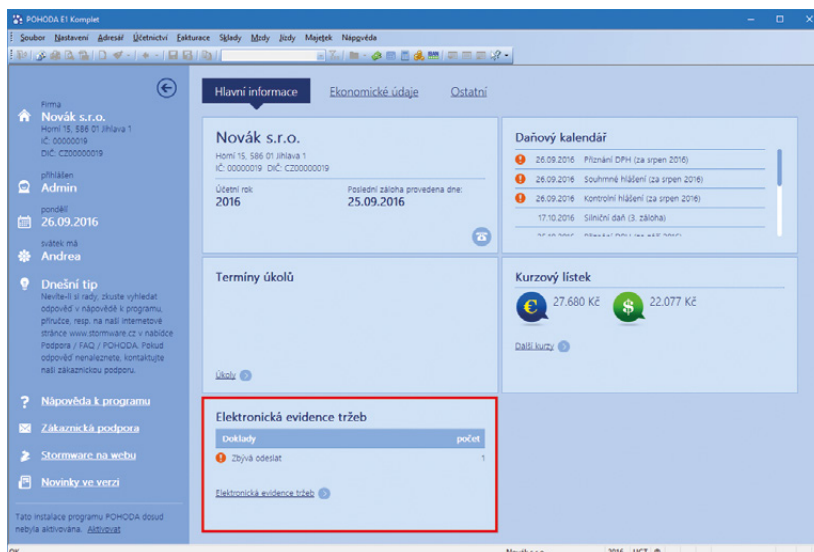 POHODA E1 Komplet
Soubor Nastavení Adresář Účetnictví Fakturace Sklady Mzdy Jízdy Majetek Nápověda
Firma
Novák s.r.o.
Horní 15, 586 01 Jihlava 1
IČ: 00000019
DIČ: CZ00000019
přihlášen
Admin
pondělí
26.09.2016
svátek má
Andrea
Dnešní tip
Nevíte-li si rady, zkuste vyhledat
odpověď v nápovědě k programu,
příručce, resp. na naší internetové
stránce www.stormware.cz v nabídce
Podpora / FAQ / POHODA. Pokud
odpověď nenaleznete, kontaktujte
naši zákaznickou podporu.
Nápověda k programu
Zákaznická podpora
Stormware na webu
Novinky ve verzi
Tato instalace programu POHODA dosud
nebyla aktivována. Aktivovat
Hlavní informace Ekonomické údaje Ostatní
Novák s.r.o.
Horní 15, 586 01 Jihlava 1
IČ: 00000019 DIČ: CZ00000019
Účetní rok
2016
Poslední záloha provedena dne:
25.09.2016
Daňový kalendář
26.09.2016 Přiznání DPH (za srpen 2016)
26.09.2016 Souhrnné hlášení (za srpen 2016)
26.09.2016 Kontrolní hlášení (za srpen 2016)
17.10.2016 Silniční daň (3. záloha)
Termíny úkolů
Úkoly
Kurzový lístek
€ 27.680 Kč $ 22.077 Kč
Další kurzy
Elektronická evidence tržeb
Doklady počet
Zbývá odeslat 1
Elektronická evidence tržeb